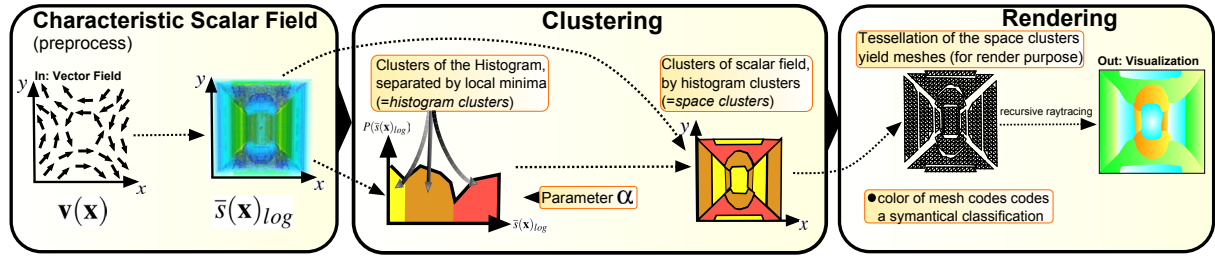 Characteristic Scalar Field
(preprocess)
In: Vector Field
y
x
v(x)
y
x
s̅(x)log
Clustering
Clusters of the Histogram,
separated by local minima
(=histogram clusters)
P(s̅(x)log)
s̅(x)log
Parameter α
Clusters of scalar field,
by histogram clusters
(=space clusters)
y
x
Rendering
Tessellation of the space clusters
yield meshes (for render purpose)
Out: Visualization
recursive raytracing
●color of mesh codes codes
a symantical classification